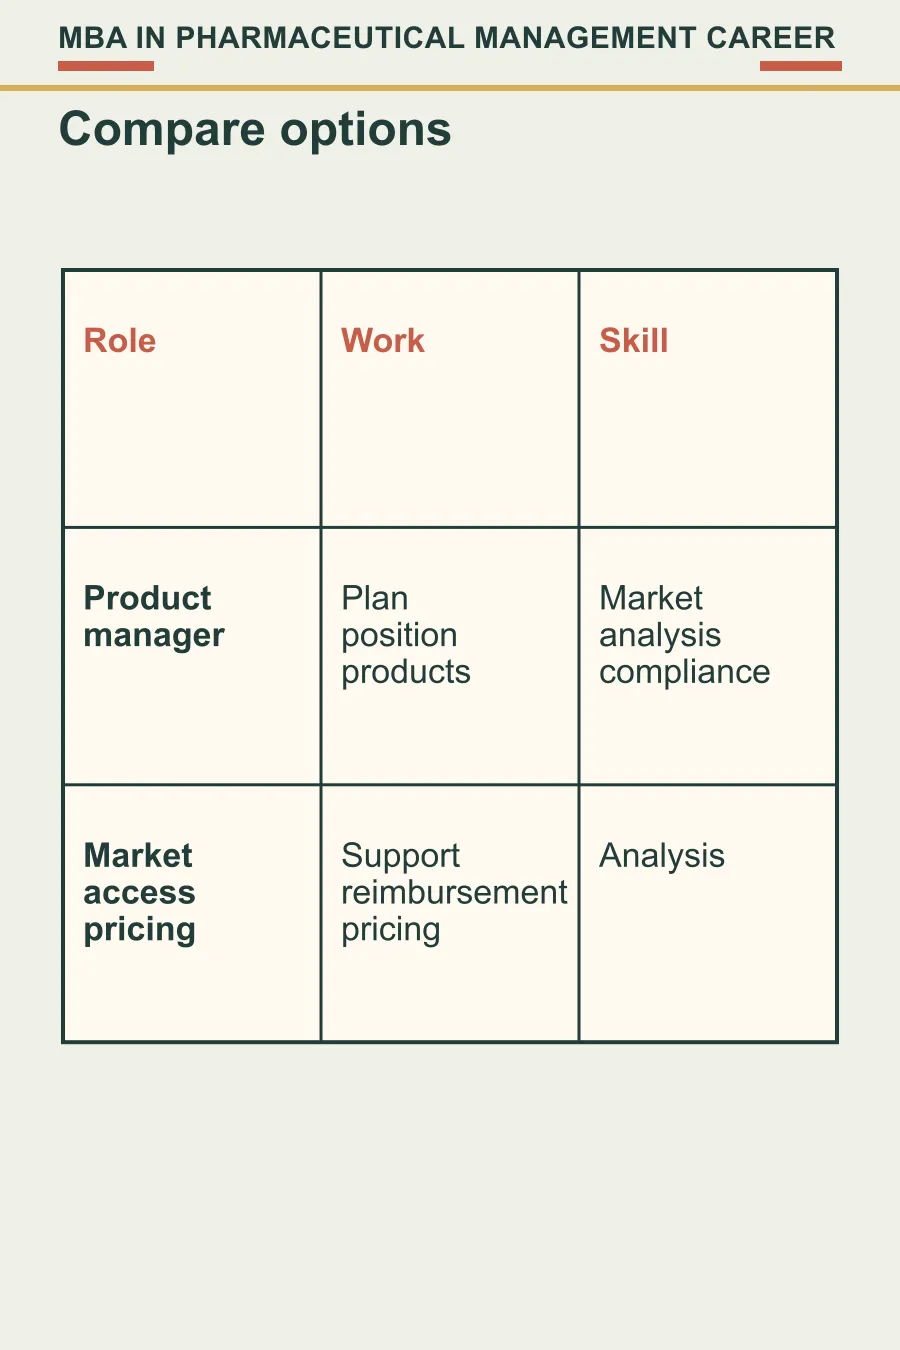 MBA IN PHARMACEUTICAL MANAGEMENT CAREER
Compare options
Role
Work
Skill
Product
manager
Plan
position
products
Market
analysis
compliance
Market
access
pricing
Support
reimbursement
pricing
Analysis